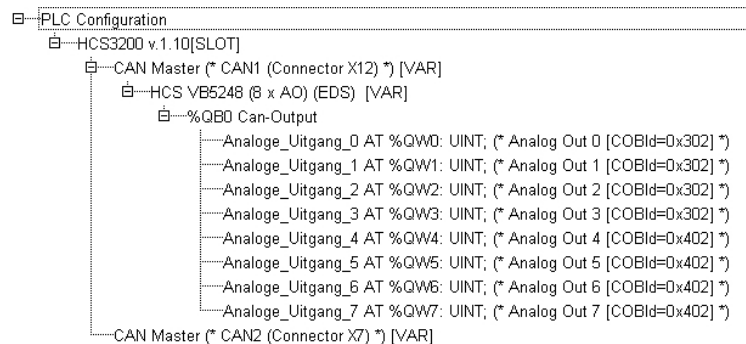 PLC Configuration
HCS3200 v.1.10[SLOT]
CAN Master (* CAN1 (Connector X12) *) [VAR]
HCS VB5248 (8 x AO) (EDS) [VAR]
%QB0 Can-Output
Analoge_Uitgang_0 AT %QW0: UINT; (* Analog Out 0 [COBId=0x302] *)
Analoge_Uitgang_1 AT %QW1: UINT; (* Analog Out 1 [COBId=0x302] *)
Analoge_Uitgang_2 AT %QW2: UINT; (* Analog Out 2 [COBId=0x302] *)
Analoge_Uitgang_3 AT %QW3: UINT; (* Analog Out 3 [COBId=0x302] *)
Analoge_Uitgang_4 AT %QW4: UINT; (* Analog Out 4 [COBId=0x402] *)
Analoge_Uitgang_5 AT %QW5: UINT; (* Analog Out 5 [COBId=0x402] *)
Analoge_Uitgang_6 AT %QW6: UINT; (* Analog Out 6 [COBId=0x402] *)
Analoge_Uitgang_7 AT %QW7: UINT; (* Analog Out 7 [COBId=0x402] *)
CAN Master (* CAN2 (Connector X7) *) [VAR]